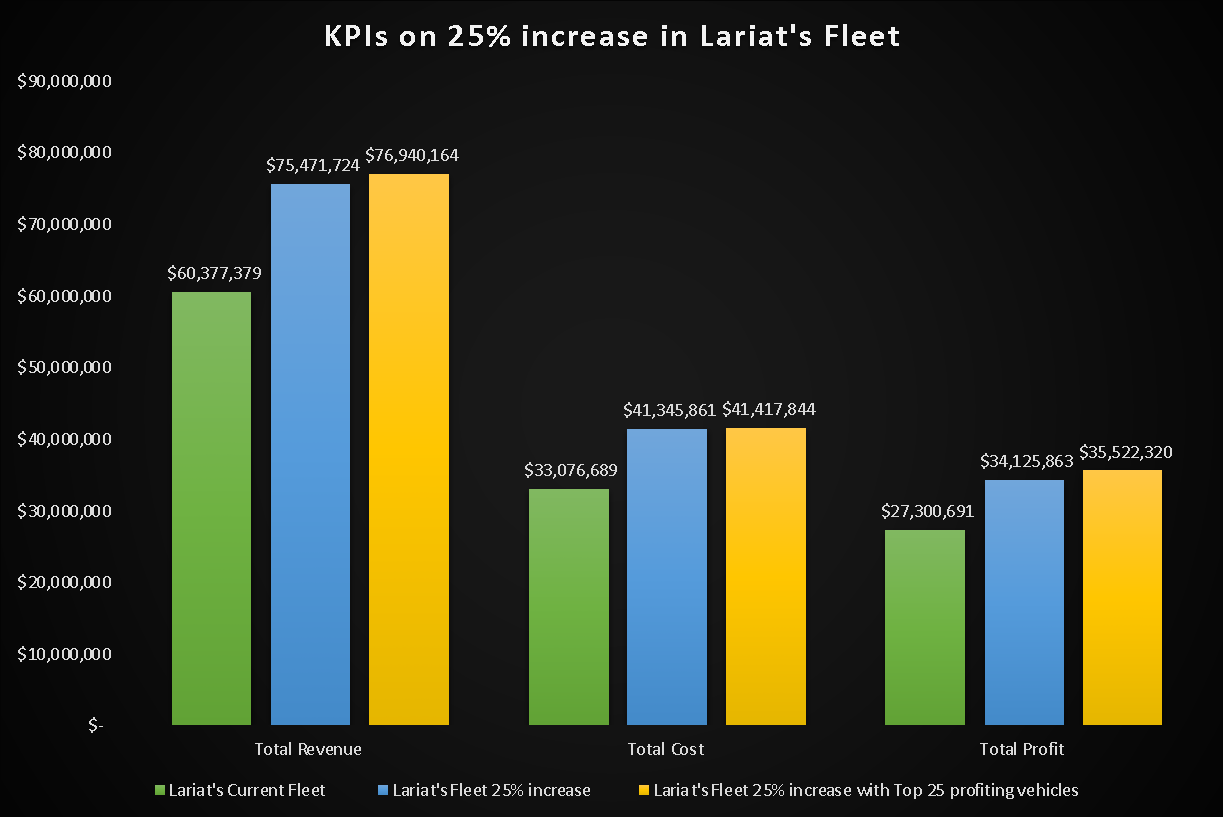 KPIs on 25% increase in Lariat's Fleet
$90,000,000
$80,000,000
$70,000,000
$60,000,000
$50,000,000
$40,000,000
$30,000,000
$20,000,000
$10,000,000
$-
$60,377,379
$75,471,724
$76,940,164
$33,076,689
$41,345,861
$41,417,844
$27,300,691
$34,125,863
$35,522,320
Total Revenue
Total Cost
Total Profit
Lariat's Current Fleet
Lariat's Fleet 25% increase
Lariat's Fleet 25% increase with Top 25 profiting vehicles